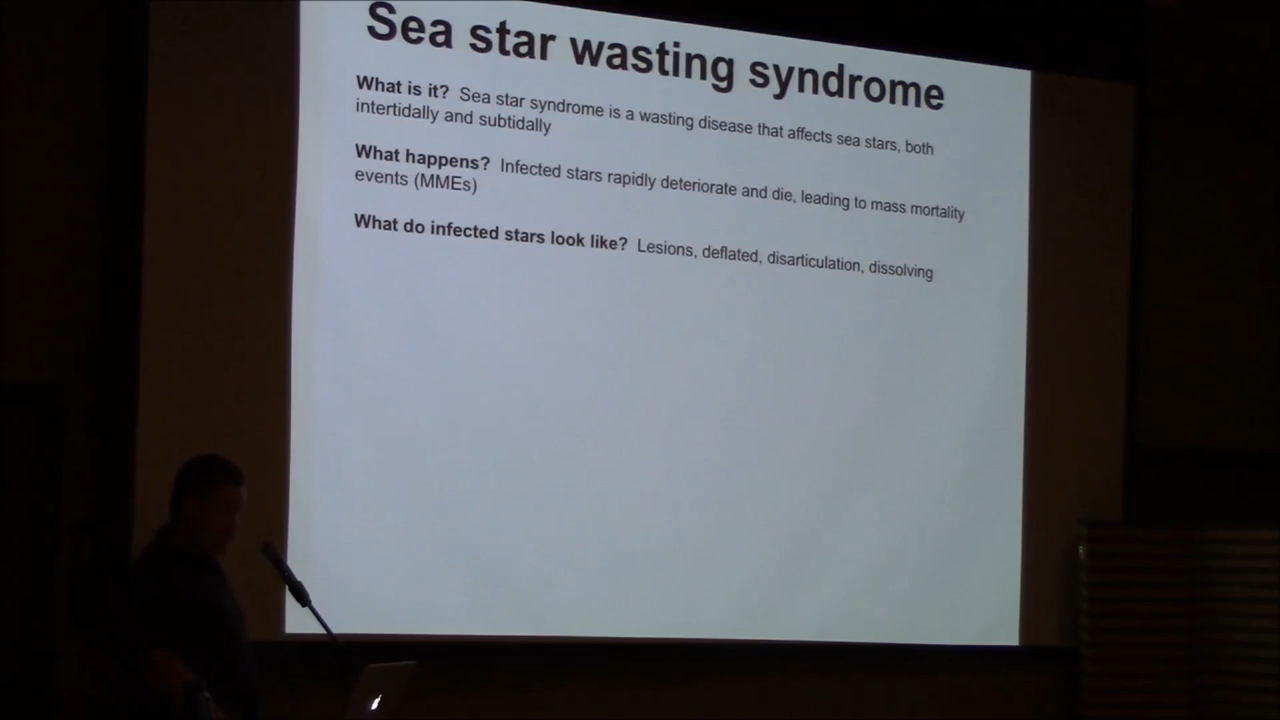 Sea star wasting syndrome
What is it? Sea star syndrome is a wasting disease that affects sea stars, both
intertidally and subtidally
What happens? Infected stars rapidly deteriorate and die, leading to mass mortality
events (MMEs)
What do infected stars look like? Lesions, deflated, disarticulation, dissolving